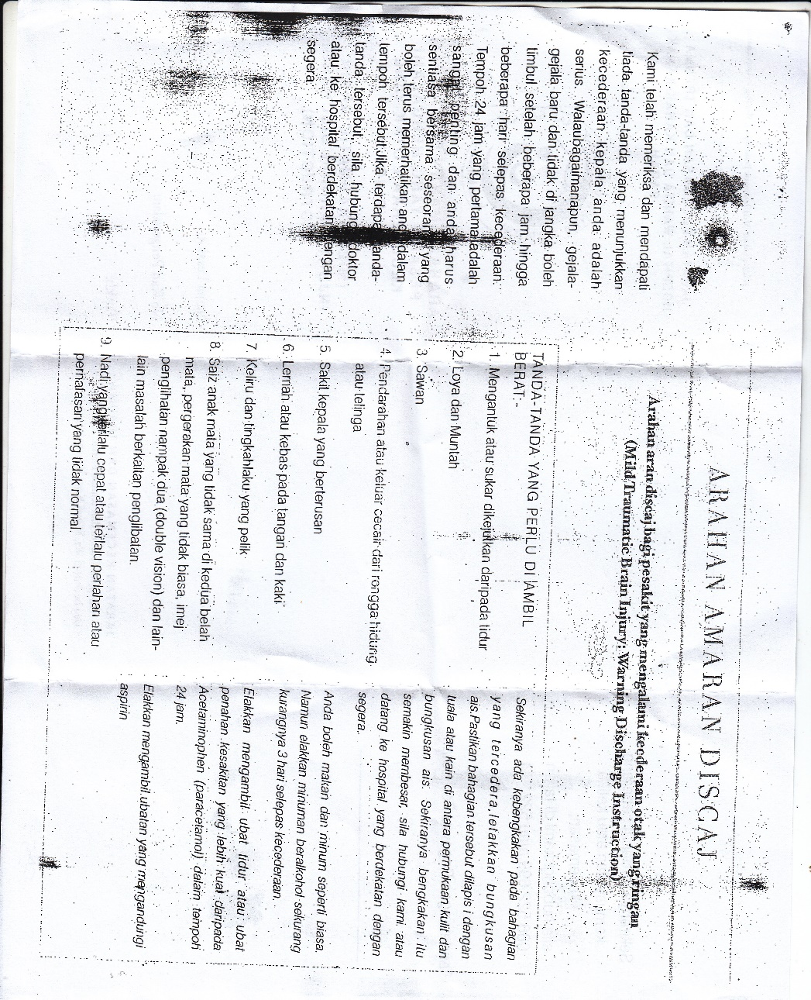 ARAHAN AMARAN DISCAJ
Arahan aran discaj bagi pesakit yang mengalami kecederaan otak yang ringan
(Mild Traumatic Brain Injury: Warning Discharge Instruction)
Kami telah memeriksa dan mendapati
tiada tanda-tanda yang menunjukkan
kecederaan kepala anda adalah
serius. Walaubagaimanapun, gejala-
gejala baru dan tidak di jangka boleh
timbul setelah beberapa jam hingga
beberapa hari selepas kecederaan.
Tempoh 24 jam yang pertama adalah
sangat penting dan anda harus
sentiasa bersama seseorang yang
boleh terus memerhatikan anda dalam
tempoh tersebut.Jika terdapat tanda-
tanda tersebut, sila hubungi doktor
atau ke hospital berdekatan dengan
segera
TANDA-TANDA YANG PERLU DI AMBIL
BERAT:-
1. Mengantuk atau sukar dikejutkan daripada tidur
2. Loya dan Muntah
3. Sawan
4. Pendarahan atau keluar cecair dari rongga hidung
atau telinga
5. Sakit kepala yang berterusan
6. Lemah atau kebas pada tangan dan kaki
7. Keliru dan tingkahlaku yang pelik
8. Saiz anak mata yang tidak sama di kedua belah
mata, pergerakan mata yang tidak biasa, imej
penglihatan nampak dua (double vision) dan lain-
lain masalah berkaitan penglibatan.
9. Nadi yang terlalu cepat atau terlalu perlahan atau
pernafasan yang tidak normal.
Sekiranya ada kebengkakan pada bahagian
yang tercedera, letakkan bungkusan
ais.Pastikan bahagian tersebut dilapis i dengan
tuala atau kain di antara permukaan kulit dan
bungkusan ais. Sekiranya bengkakan itu
semakin membesar, sila hubungi kami atau
datang ke hospital yang berdekatan dengan
segera.
Anda boleh makan dan minum seperti biasa.
Namun elakkan minuman beralkohol sekurang
kurangnya 3 hari selepas kecederaan.
Elakkan mengambil ubat tidur atau ubat
penahan kesakitan yang lebih kuat daripada
Acetaminophen (paracetamol) dalam tempoh
24 jam.
Elakkan mengambil ubatan yang mengandungi
aspirin